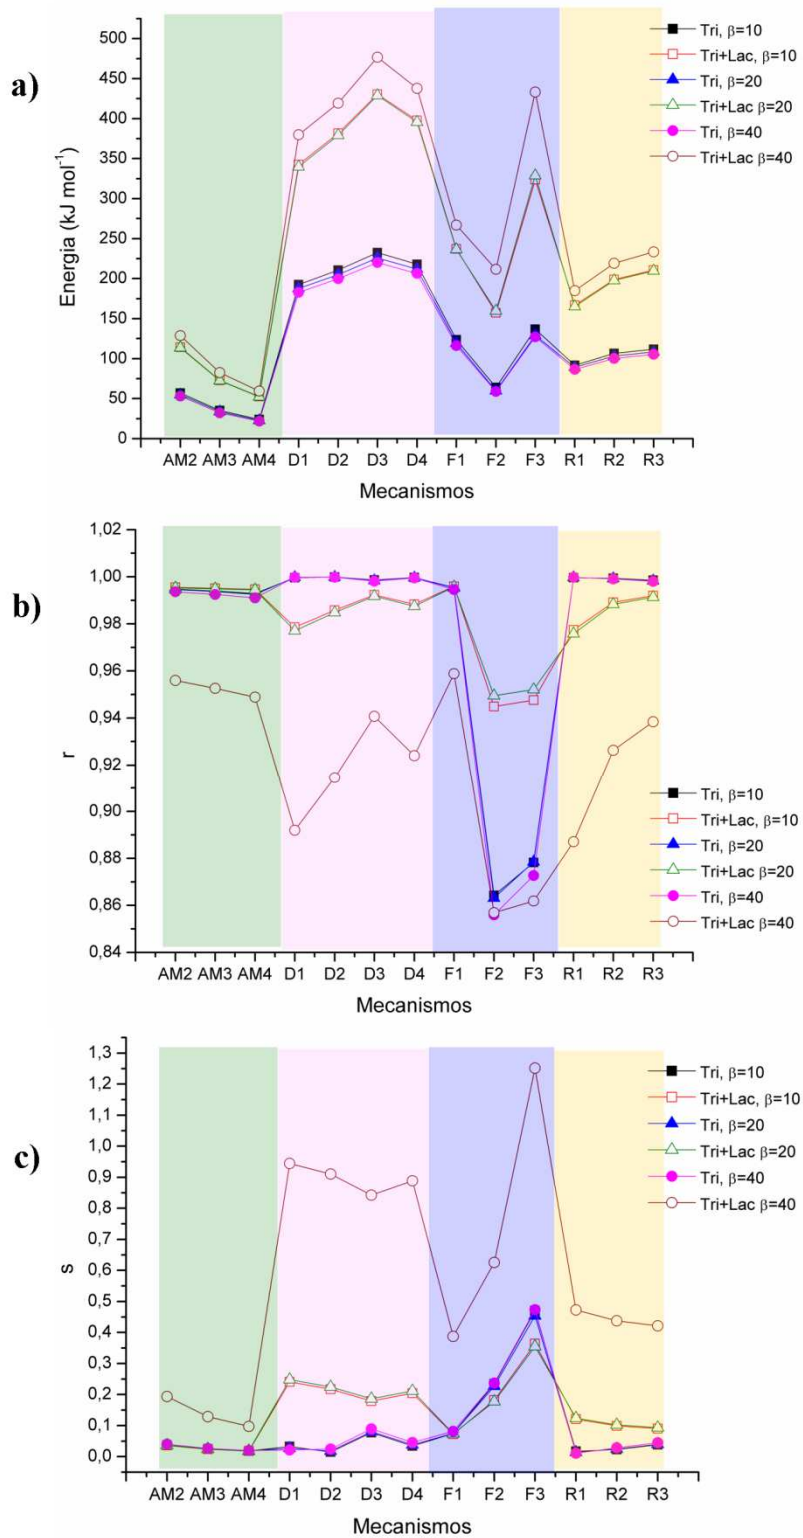 a)
Energia (kJ mol⁻¹)
500
450
400
350
300
250
200
150
100
50
0
AM2 AM3 AM4 D1 D2 D3 D4 F1 F2 F3 R1 R2 R3
Mecanismos
Tri, β=10
Tri+Lac, β=10
Tri, β=20
Tri+Lac β=20
Tri, β=40
Tri+Lac β=40
b)
r
1,02
1,00
0,98
0,96
0,94
0,92
0,90
0,88
0,86
0,84
AM2 AM3 AM4 D1 D2 D3 D4 F1 F2 F3 R1 R2 R3
Mecanismos
Tri, β=10
Tri+Lac, β=10
Tri, β=20
Tri+Lac β=20
Tri, β=40
Tri+Lac β=40
c)
s
1,3
1,2
1,1
1,0
0,9
0,8
0,7
0,6
0,5
0,4
0,3
0,2
0,1
0,0
AM2 AM3 AM4 D1 D2 D3 D4 F1 F2 F3 R1 R2 R3
Mecanismos
Tri, β=10
Tri+Lac, β=10
Tri, β=20
Tri+Lac β=20
Tri, β=40
Tri+Lac β=40